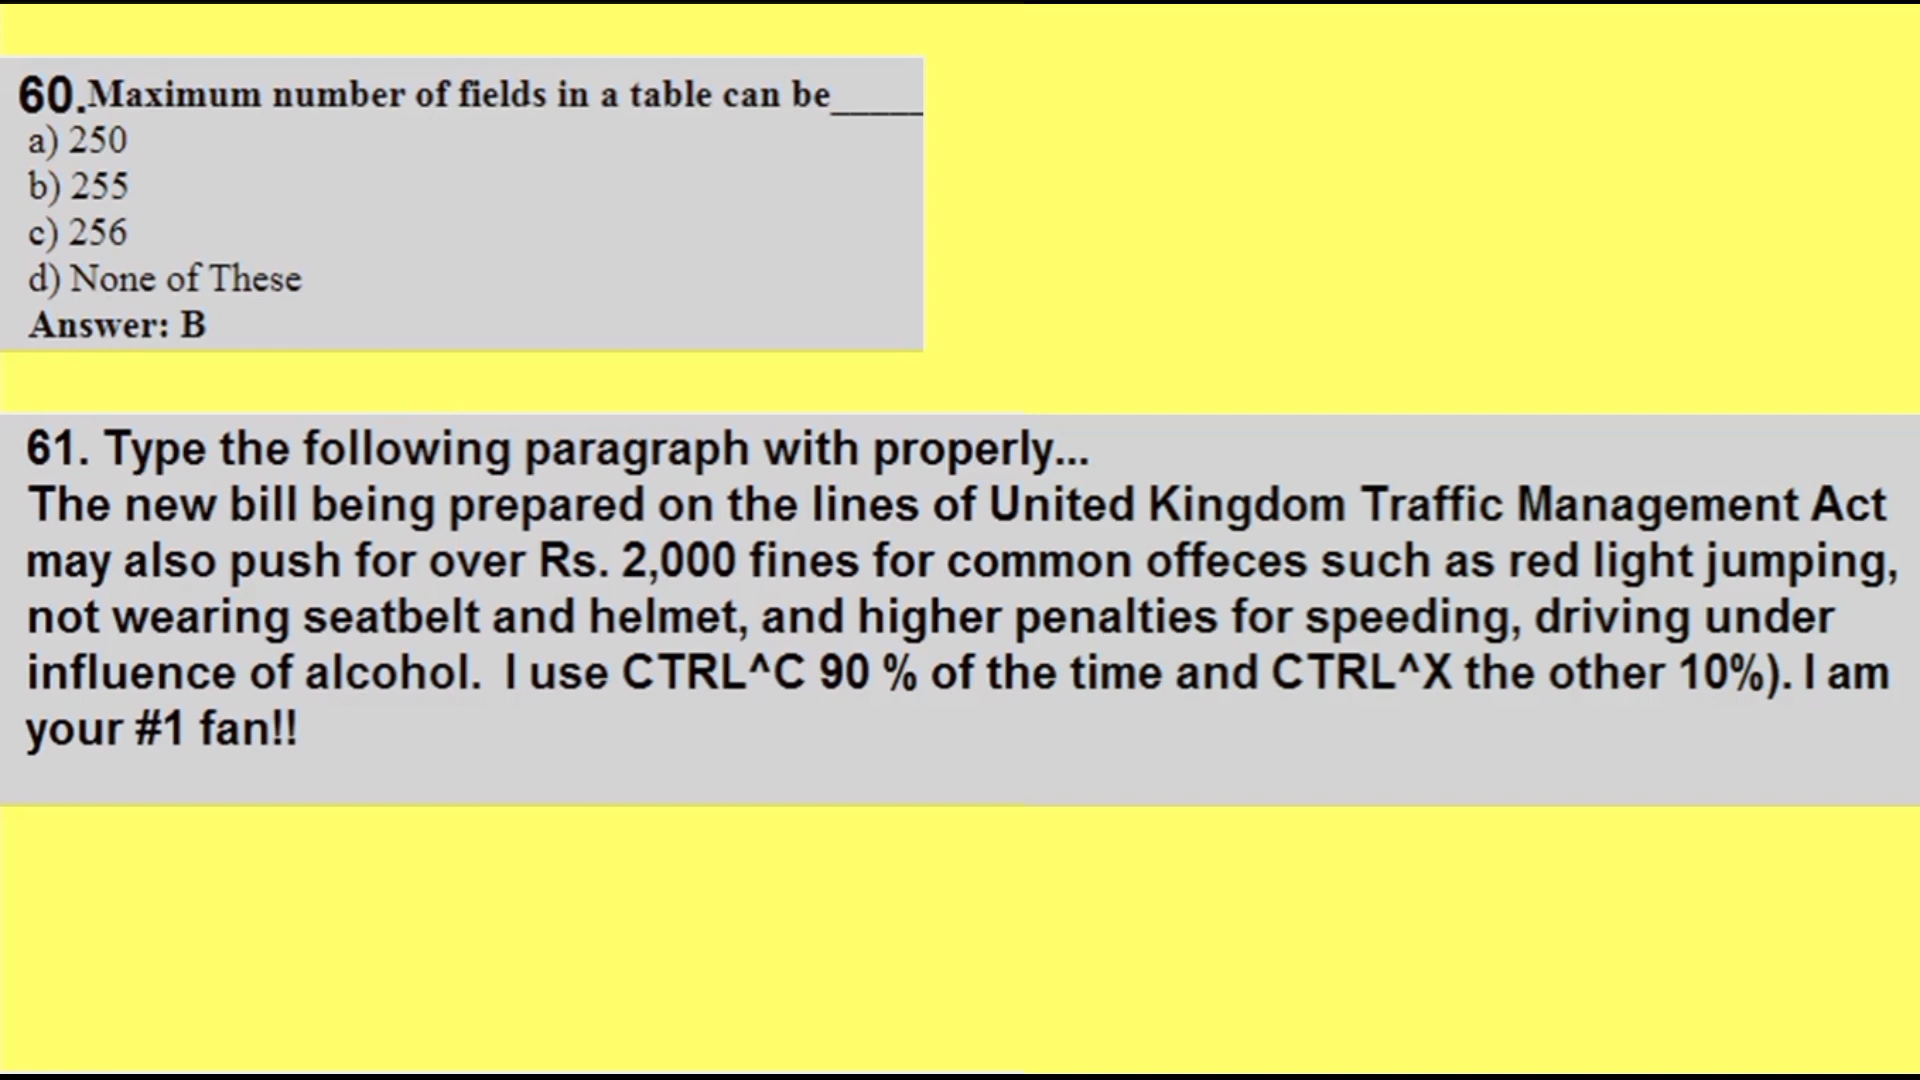 60.Maximum number of fields in a table can be_____
a) 250
b) 255
c) 256
d) None of These
Answer: B
61. Type the following paragraph with properly...
The new bill being prepared on the lines of United Kingdom Traffic Management Act
may also push for over Rs. 2,000 fines for common offeces such as red light jumping,
not wearing seatbelt and helmet, and higher penalties for speeding, driving under
influence of alcohol.  I use CTRL^C 90 % of the time and CTRL^X the other 10%). I am
your #1 fan!!